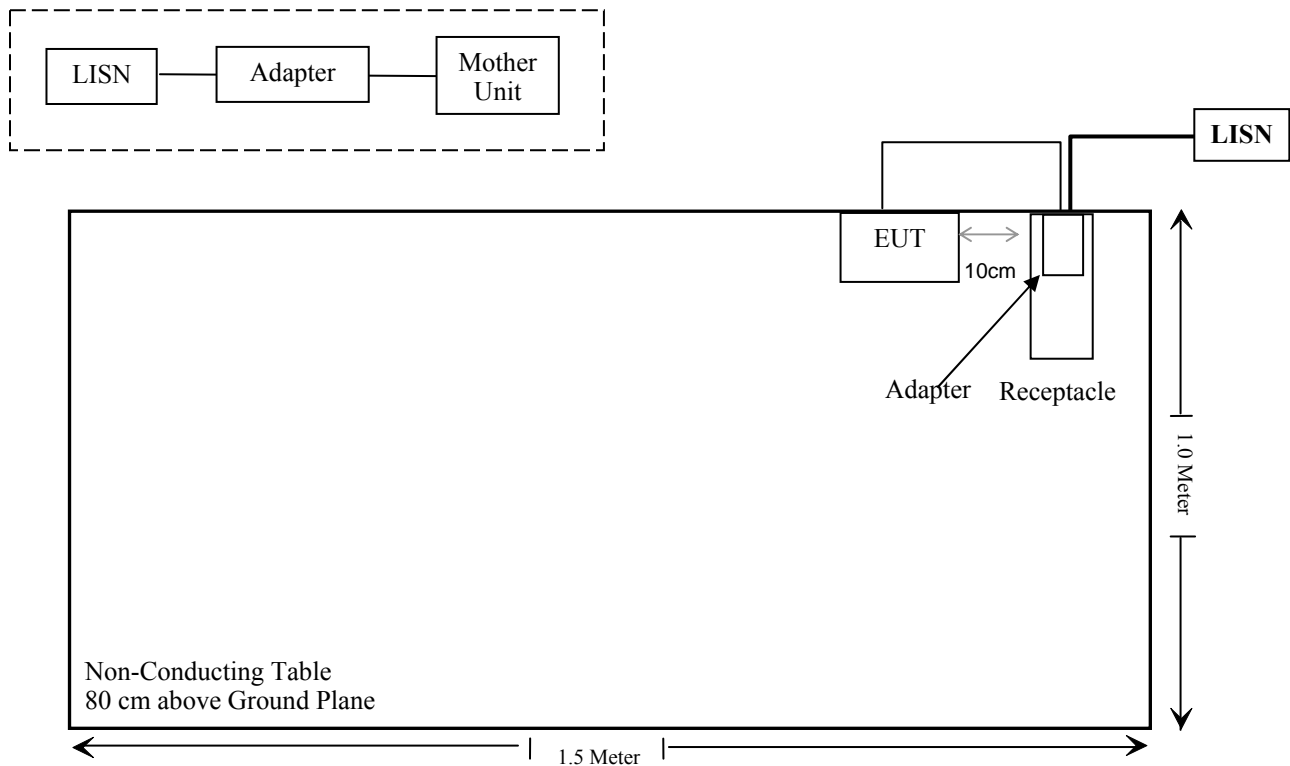 LISN
Adapter
Mother
Unit
LISN
EUT
10cm
Adapter
Receptacle
1.0 Meter
Non-Conducting Table
80 cm above Ground Plane
1.5 Meter